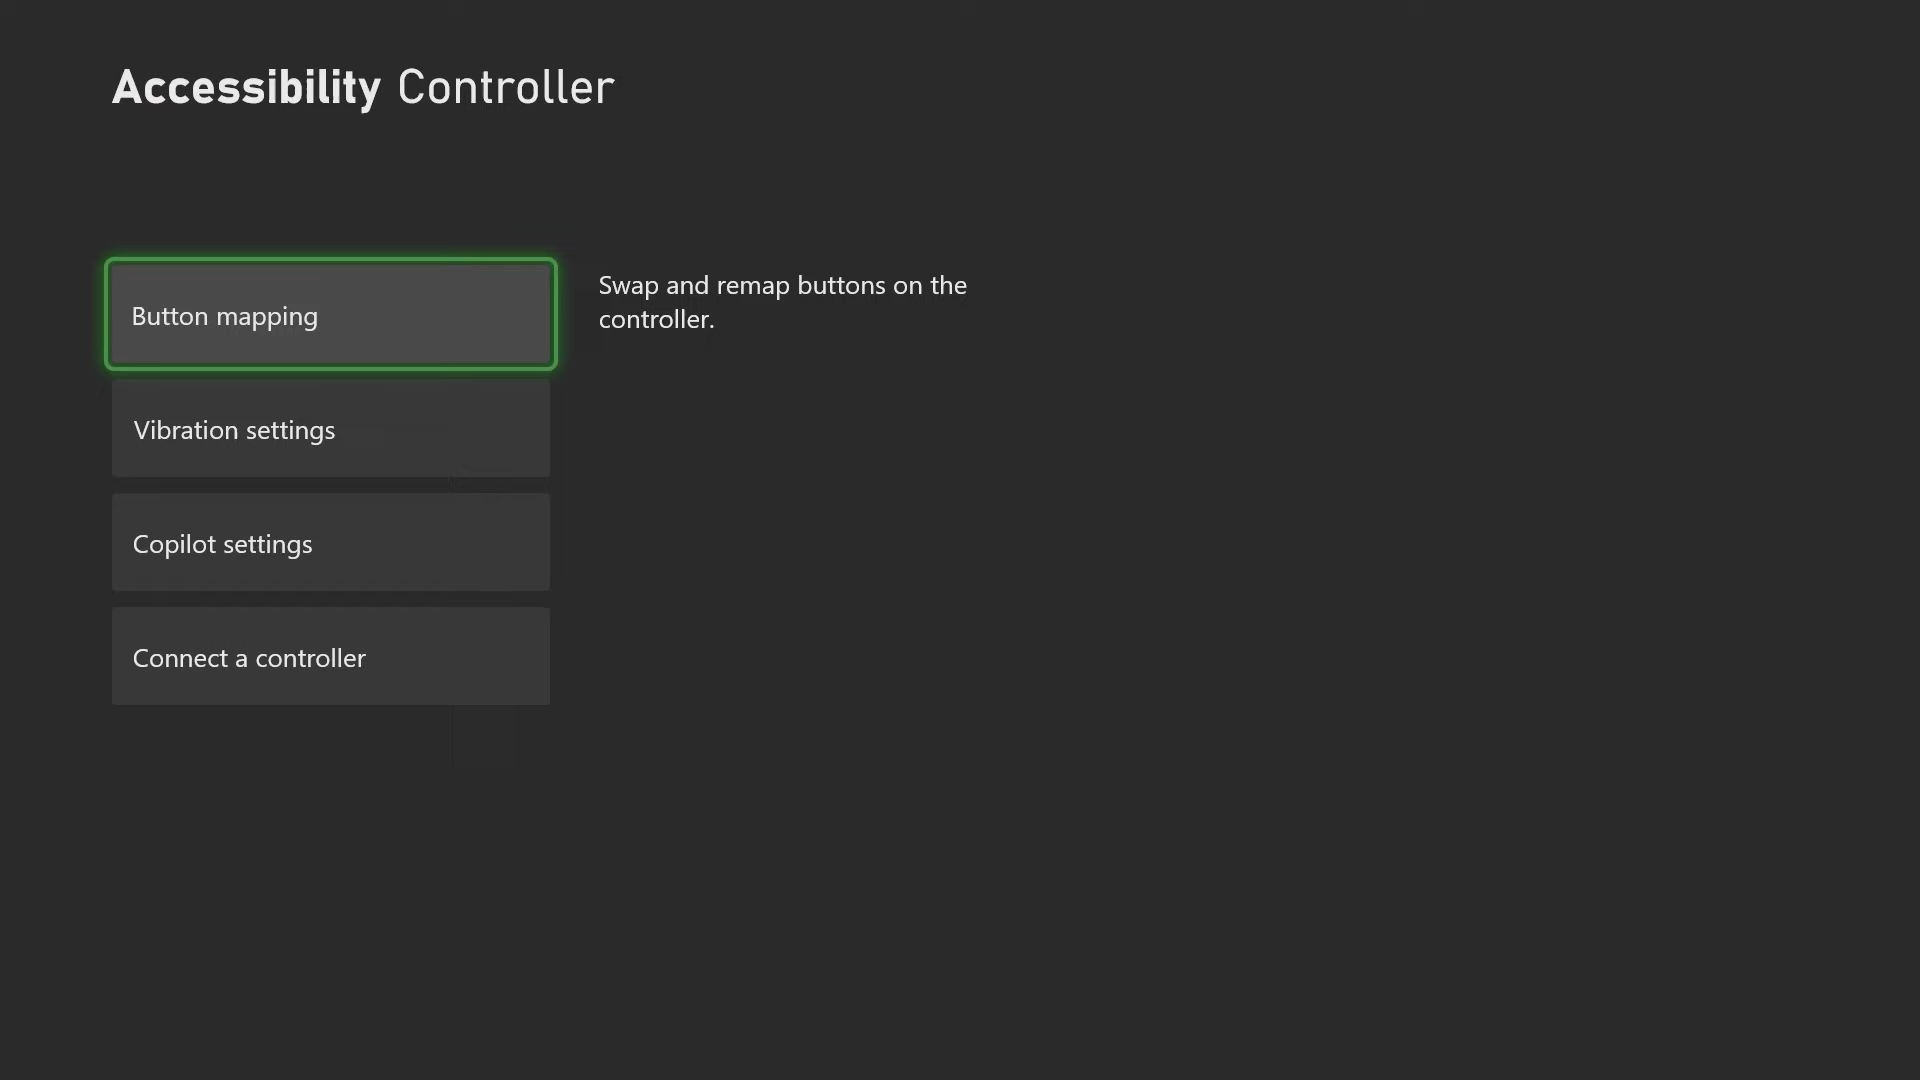 Accessibility Controller
Button mapping
Swap and remap buttons on the
controller.
Vibration settings
Copilot settings
Connect a controller